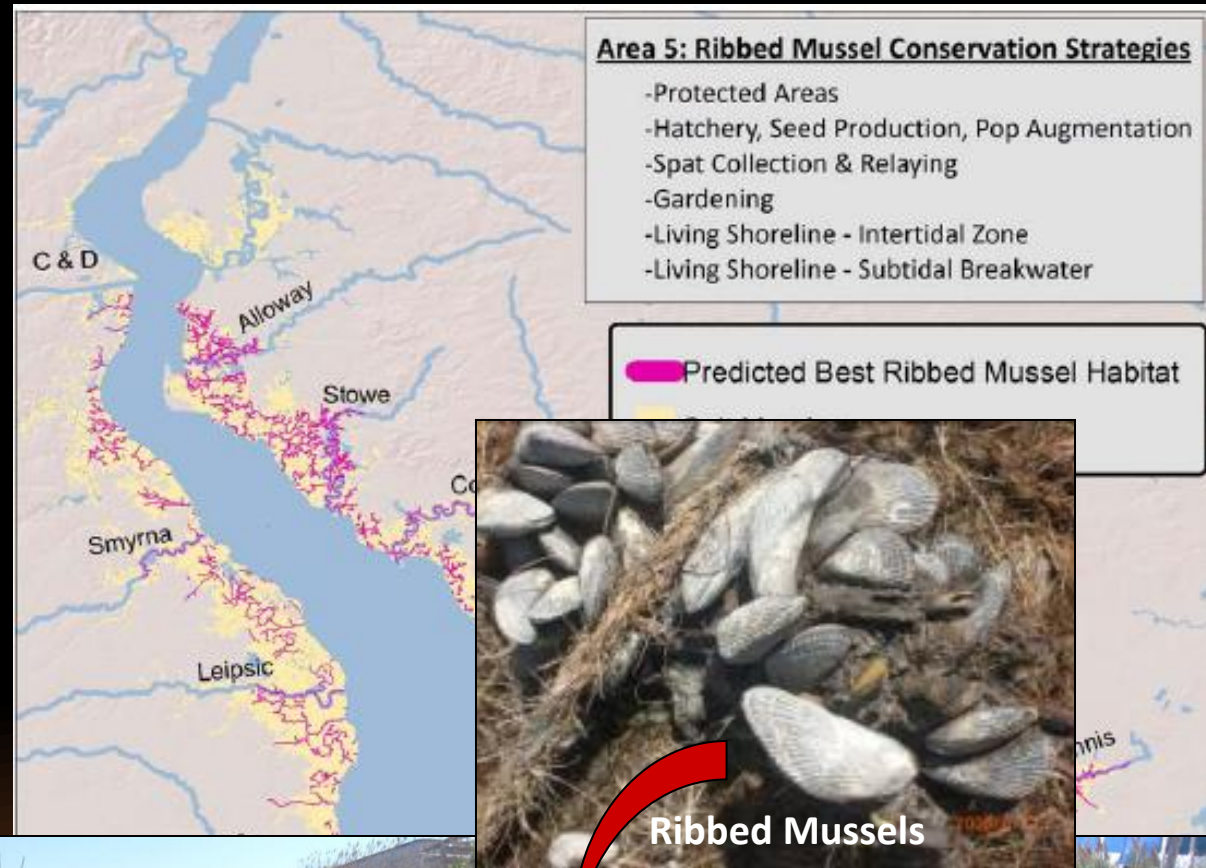 Area 5: Ribbed Mussel Conservation Strategies
-Protected Areas
-Hatchery, Seed Production, Pop Augmentation
-Spat Collection & Relaying
-Gardening
-Living Shoreline - Intertidal Zone
-Living Shoreline - Subtidal Breakwater
Predicted Best Ribbed Mussel Habitat
C & D
Alloway
Stowe
Smyrna
Leipsic
Ribbed Mussels